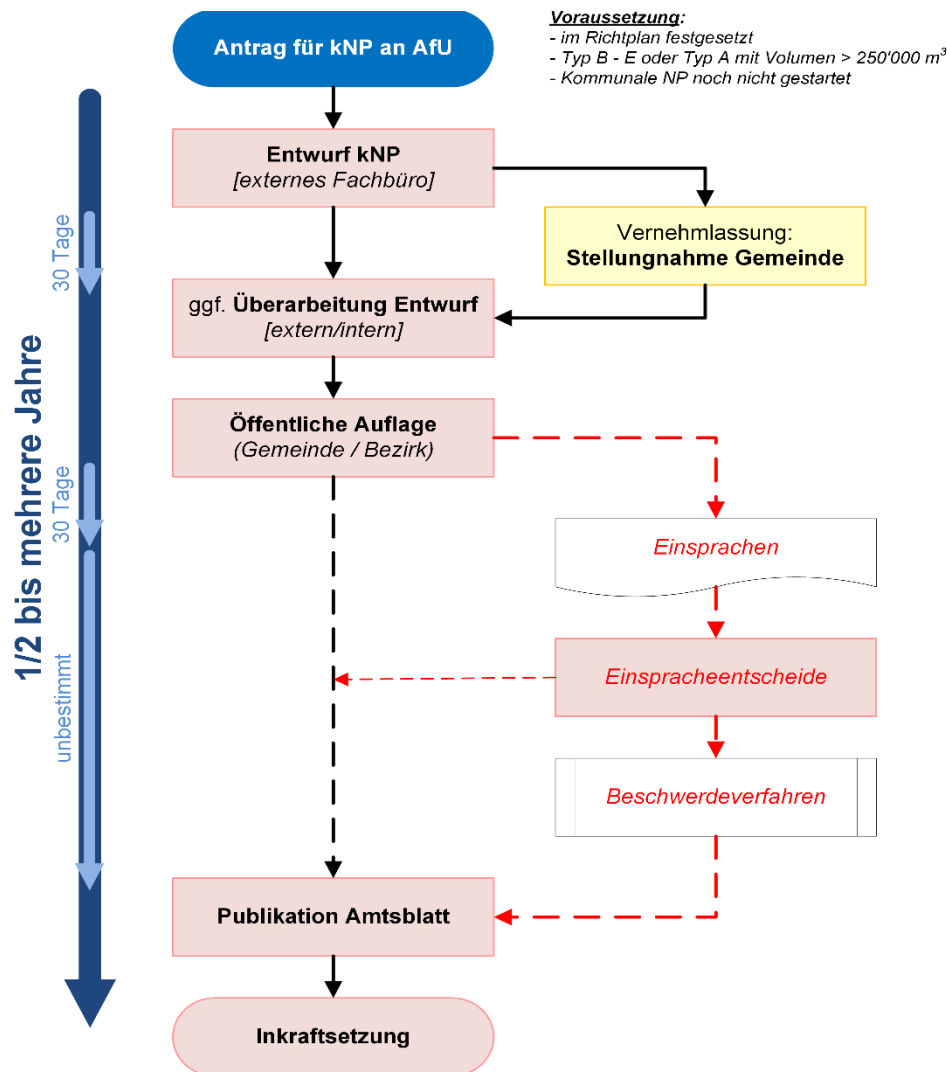 Antrag für kNP an AfU
Voraussetzung:
- im Richtplan festgesetzt
- Typ B - E oder Typ A mit Volumen > 250'000 m³
- Kommunale NP noch nicht gestartet
Entwurf kNP
[externes Fachbüro]
Vernehmlassung:
Stellungnahme Gemeinde
ggf. Überarbeitung Entwurf
[extern/intern]
Öffentliche Auflage
(Gemeinde / Bezirk)
Einsprachen
Einspracheentscheide
Beschwerdeverfahren
Publikation Amtsblatt
Inkraftsetzung
1/2 bis mehrere Jahre
30 Tage
30 Tage
unbestimmt